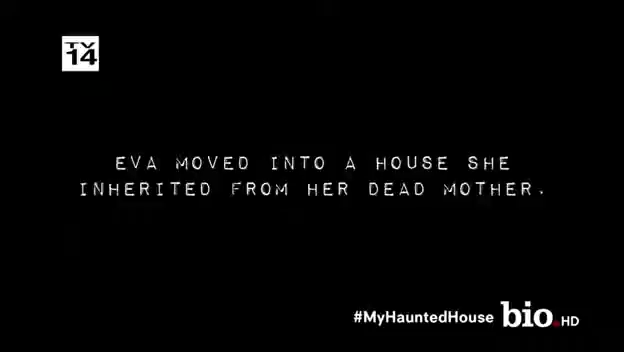 TV
14
EVA MOVED INTO A HOUSE SHE
INHERITED FROM HER DEAD MOTHER.
#MyHauntedHouse bio.HD